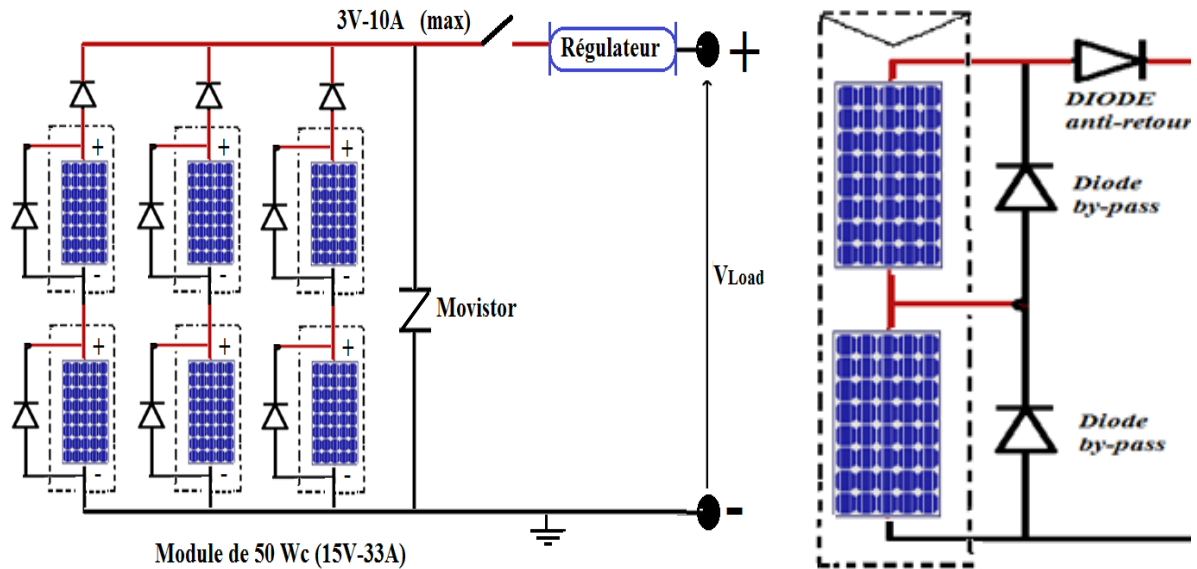 3V-10A (max)
Régulateur
+
+
+
+
VLoad
Movistor
-
-
-
+
+
+
-
-
-
-
Module de 50 Wc (15V-33A)
DIODE
anti-retour
Diode
by-pass
Diode
by-pass